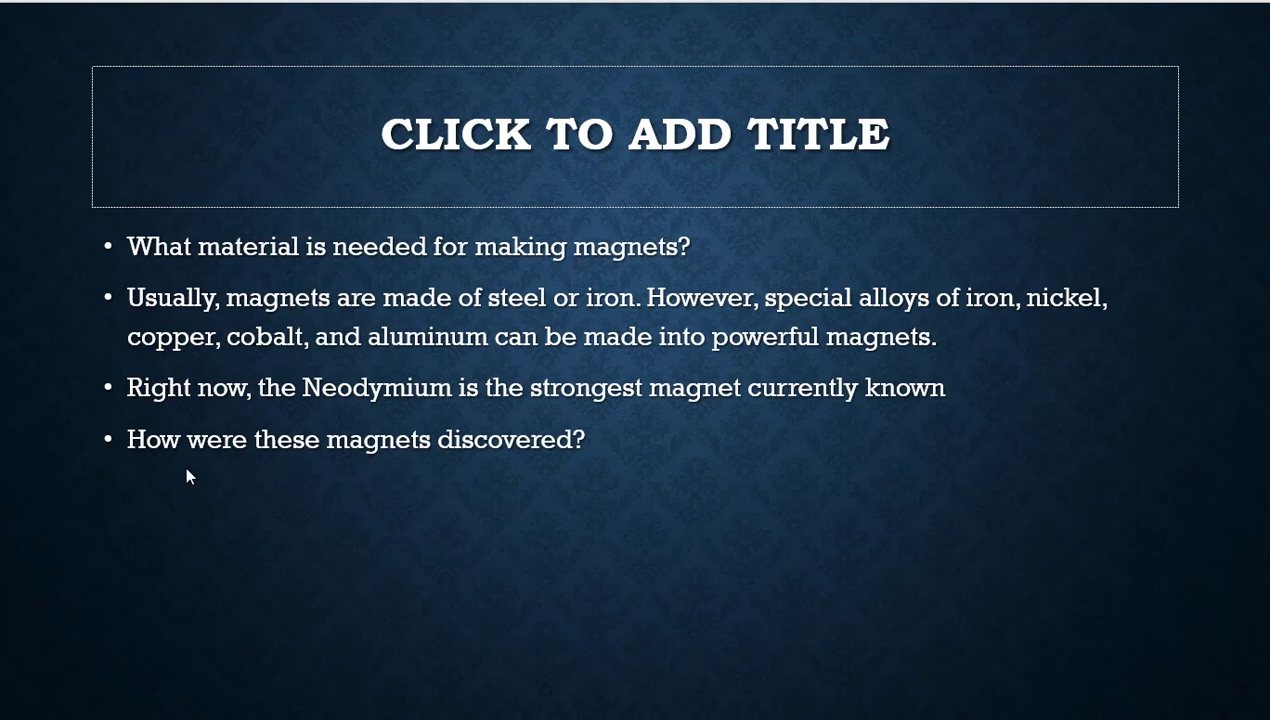 CLICK TO ADD TITLE
• What material is needed for making magnets?
• Usually, magnets are made of steel or iron. However, special alloys of iron, nickel,
copper, cobalt, and aluminum can be made into powerful magnets.
• Right now, the Neodymium is the strongest magnet currently known
• How were these magnets discovered?